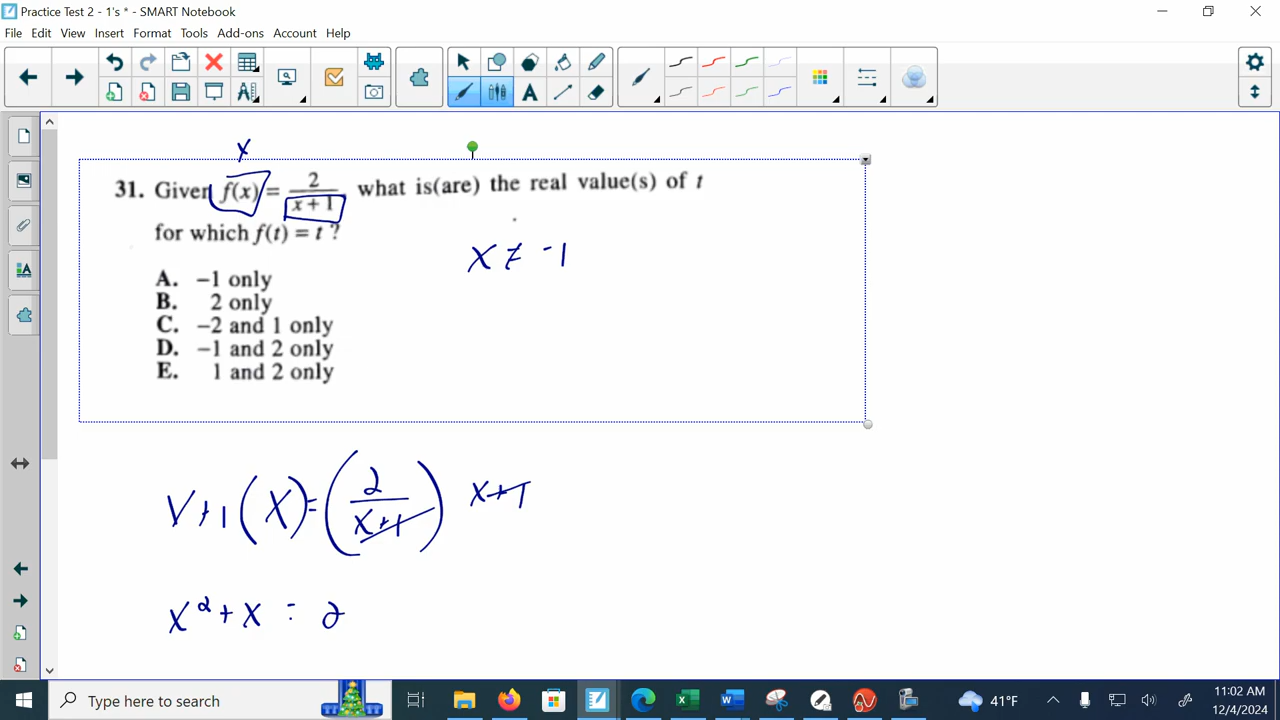 Practice Test 2 - 1's * - SMART Notebook
File Edit View Insert Format Tools Add-ons Account Help
x
31. Given f(x) = 2/(x + 1), what is(are) the real value(s) of t
for which f(t) = t ?
x ≠ -1
A. −1 only
B. 2 only
C. −2 and 1 only
D. −1 and 2 only
E. 1 and 2 only
x+1 (x) = (2/(x+1)) x+1
x² + x = 2
Type here to search
41°F
11:02 AM
12/4/2024